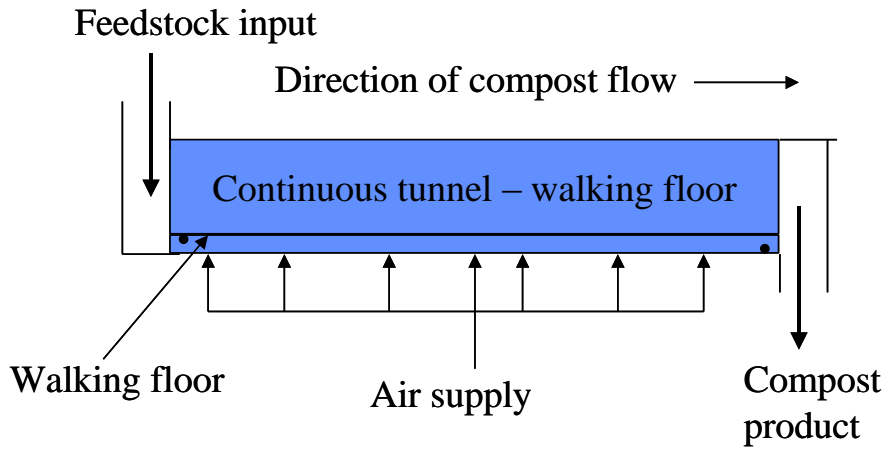 Feedstock input
Direction of compost flow
Continuous tunnel – walking floor
Walking floor
Air supply
Compost
product